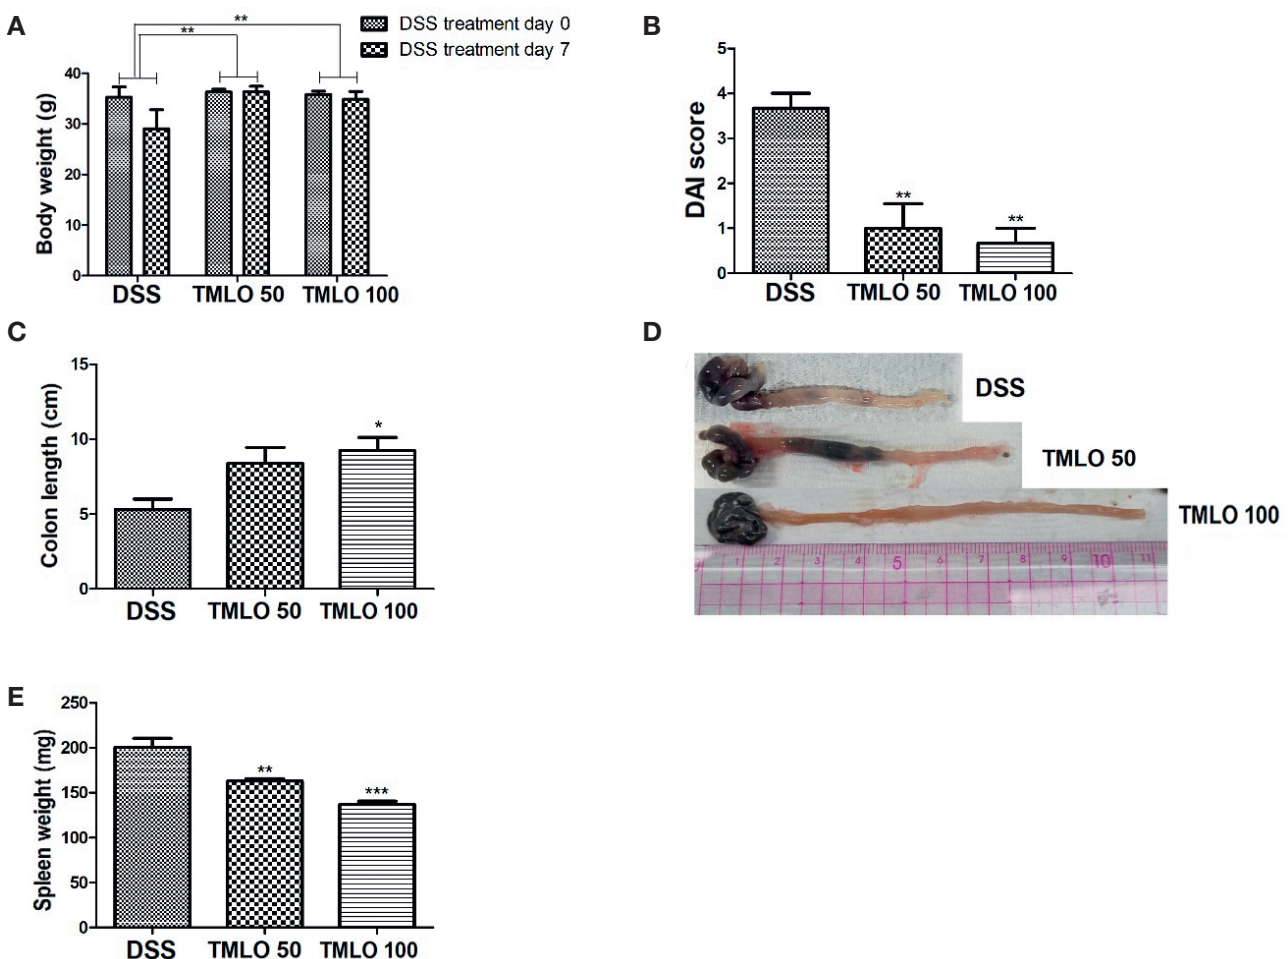 A
**
**
DSS treatment day 0
DSS treatment day 7
Body weight (g)
40
30
20
10
0
DSS
TMLO 50
TMLO 100
B
DAI score
5
4
3
2
1
0
**
**
DSS
TMLO 50
TMLO 100
C
Colon length (cm)
15
10
5
0
*
DSS
TMLO 50
TMLO 100
D
DSS
TMLO 50
TMLO 100
1 2 3 4 5 6 7 8 9 10 11
E
Spleen weight (mg)
250
200
150
100
50
0
**
***
DSS
TMLO 50
TMLO 100